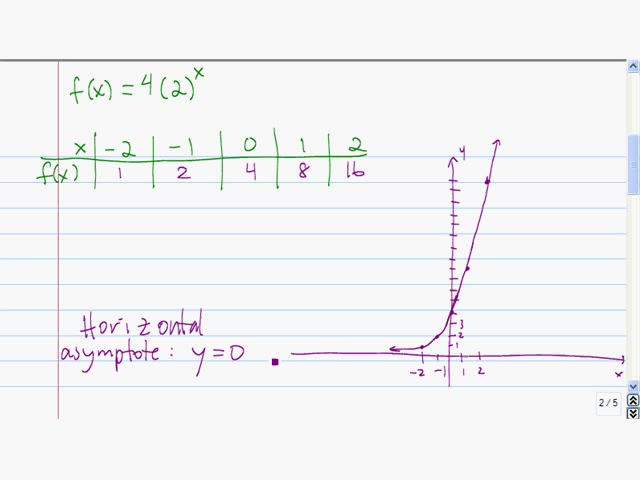 f(x) = 4(2)^x
x -2 -1 0 1 2
f(x) 1 2 4 8 16
y
Horizontal
asymptote: y=0
3
2
1
-2 -1 1 2
x
2/5